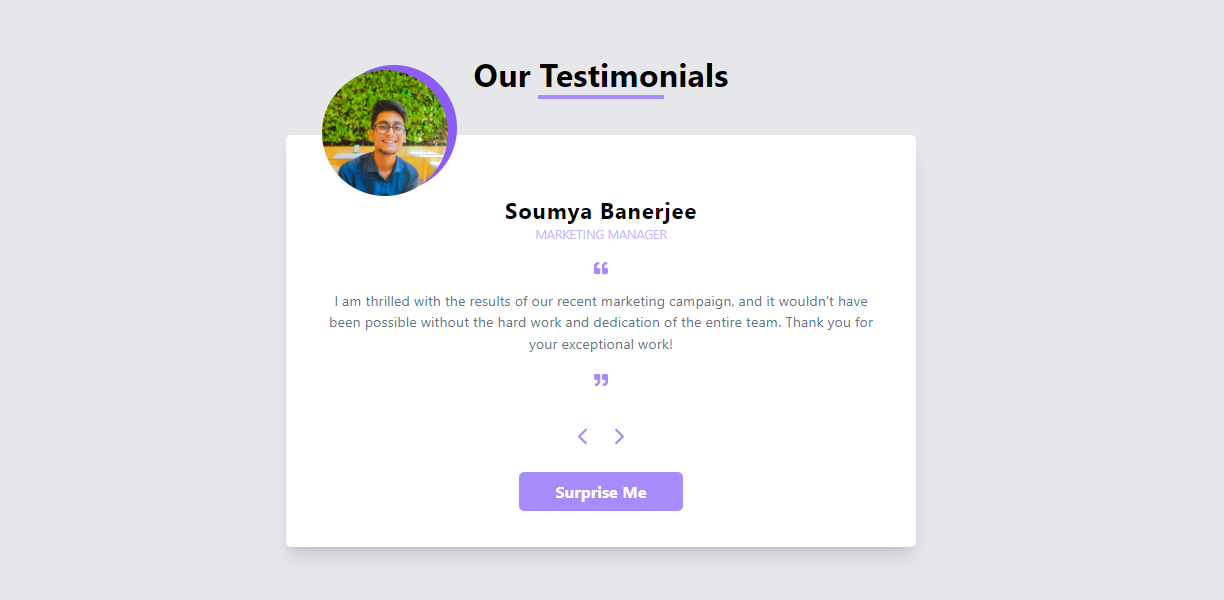 Our Testimonials
Soumya Banerjee
MARKETING MANAGER
❝
I am thrilled with the results of our recent marketing campaign, and it wouldn't have
been possible without the hard work and dedication of the entire team. Thank you for
your exceptional work!
❞
Surprise Me